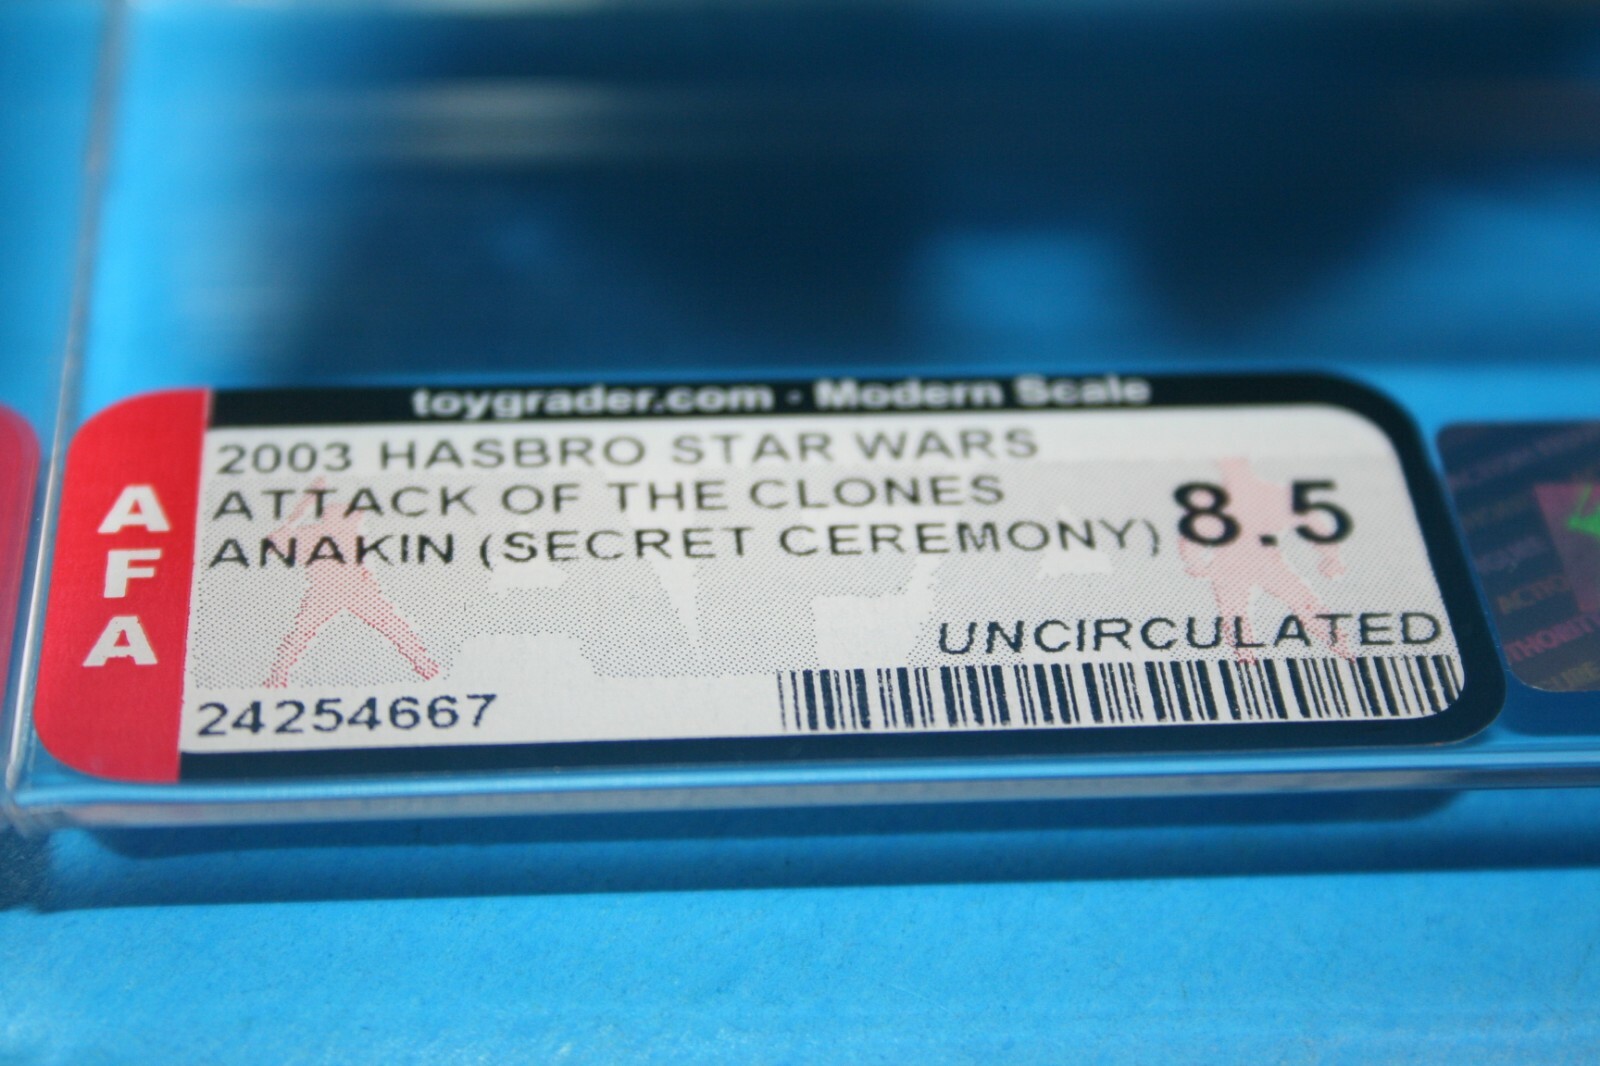 toygrader.com · Modern Scale
AFA
2003 HASBRO STAR WARS
ATTACK OF THE CLONES
ANAKIN (SECRET CEREMONY)
8.5
UNCIRCULATED
24254667